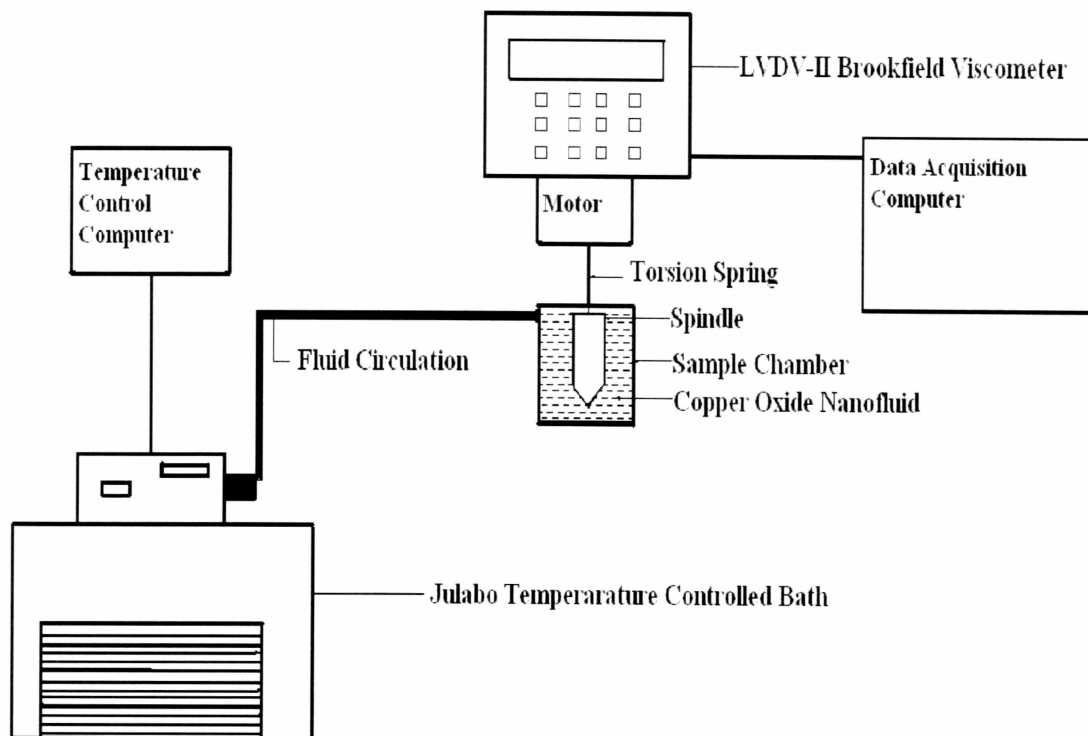 LVDV-II Brookfield Viscometer
Temperature
Control
Computer
Data Acquisition
Computer
Motor
Torsion Spring
Spindle
Fluid Circulation
Sample Chamber
Copper Oxide Nanofluid
Julabo Temperarature Controlled Bath